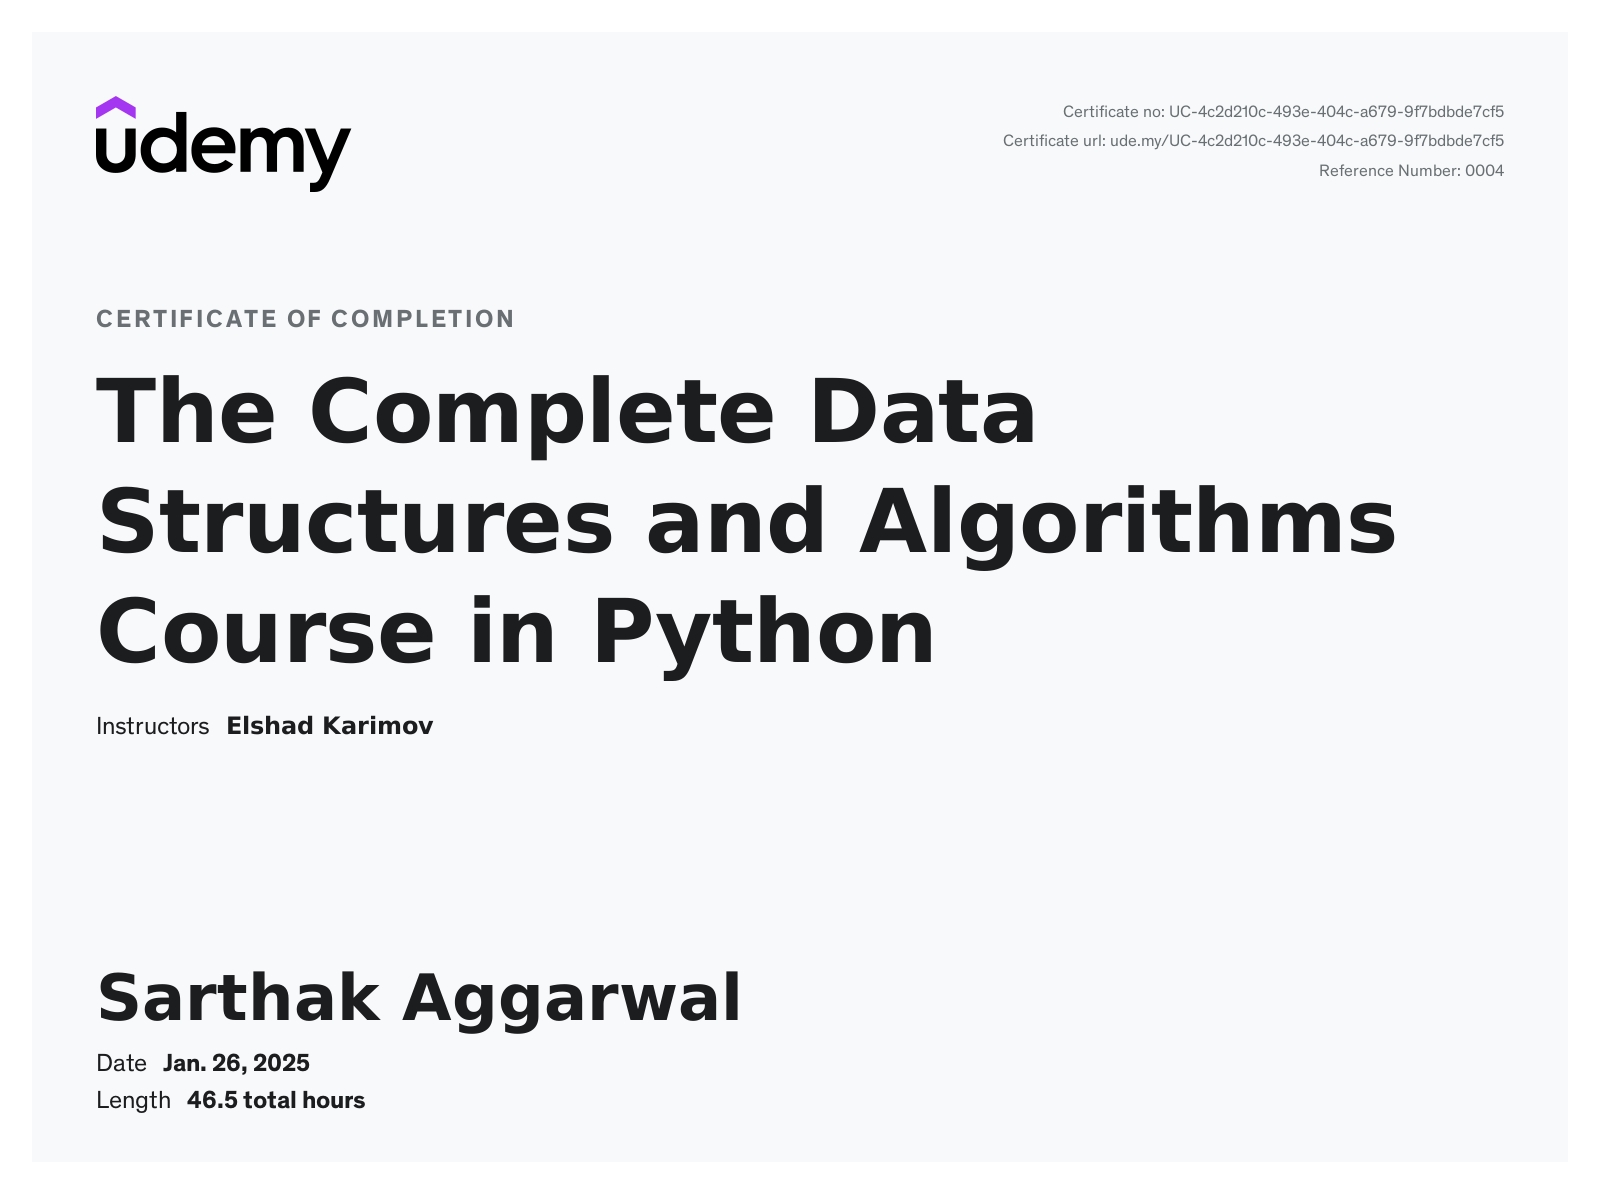 udemy
Certificate no: UC-4c2d210c-493e-404c-a679-9f7bdbde7cf5
Certificate url: ude.my/UC-4c2d210c-493e-404c-a679-9f7bdbde7cf5
Reference Number: 0004
CERTIFICATE OF COMPLETION
The Complete Data
Structures and Algorithms
Course in Python
Instructors Elshad Karimov
Sarthak Aggarwal
Date Jan. 26, 2025
Length 46.5 total hours